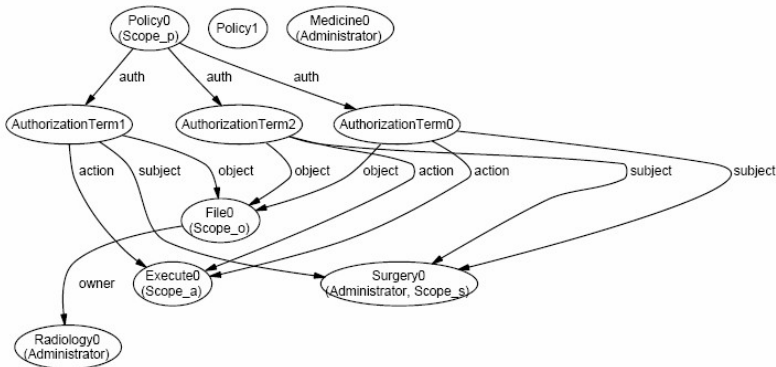 Policy0
(Scope_p)
Policy1
Medicine0
(Administrator)
auth
auth
auth
AuthorizationTerm1
AuthorizationTerm2
AuthorizationTerm0
action
subject
object
object
object
action
action
subject
subject
File0
(Scope_o)
owner
Execute0
(Scope_a)
Surgery0
(Administrator, Scope_s)
Radiology0
(Administrator)